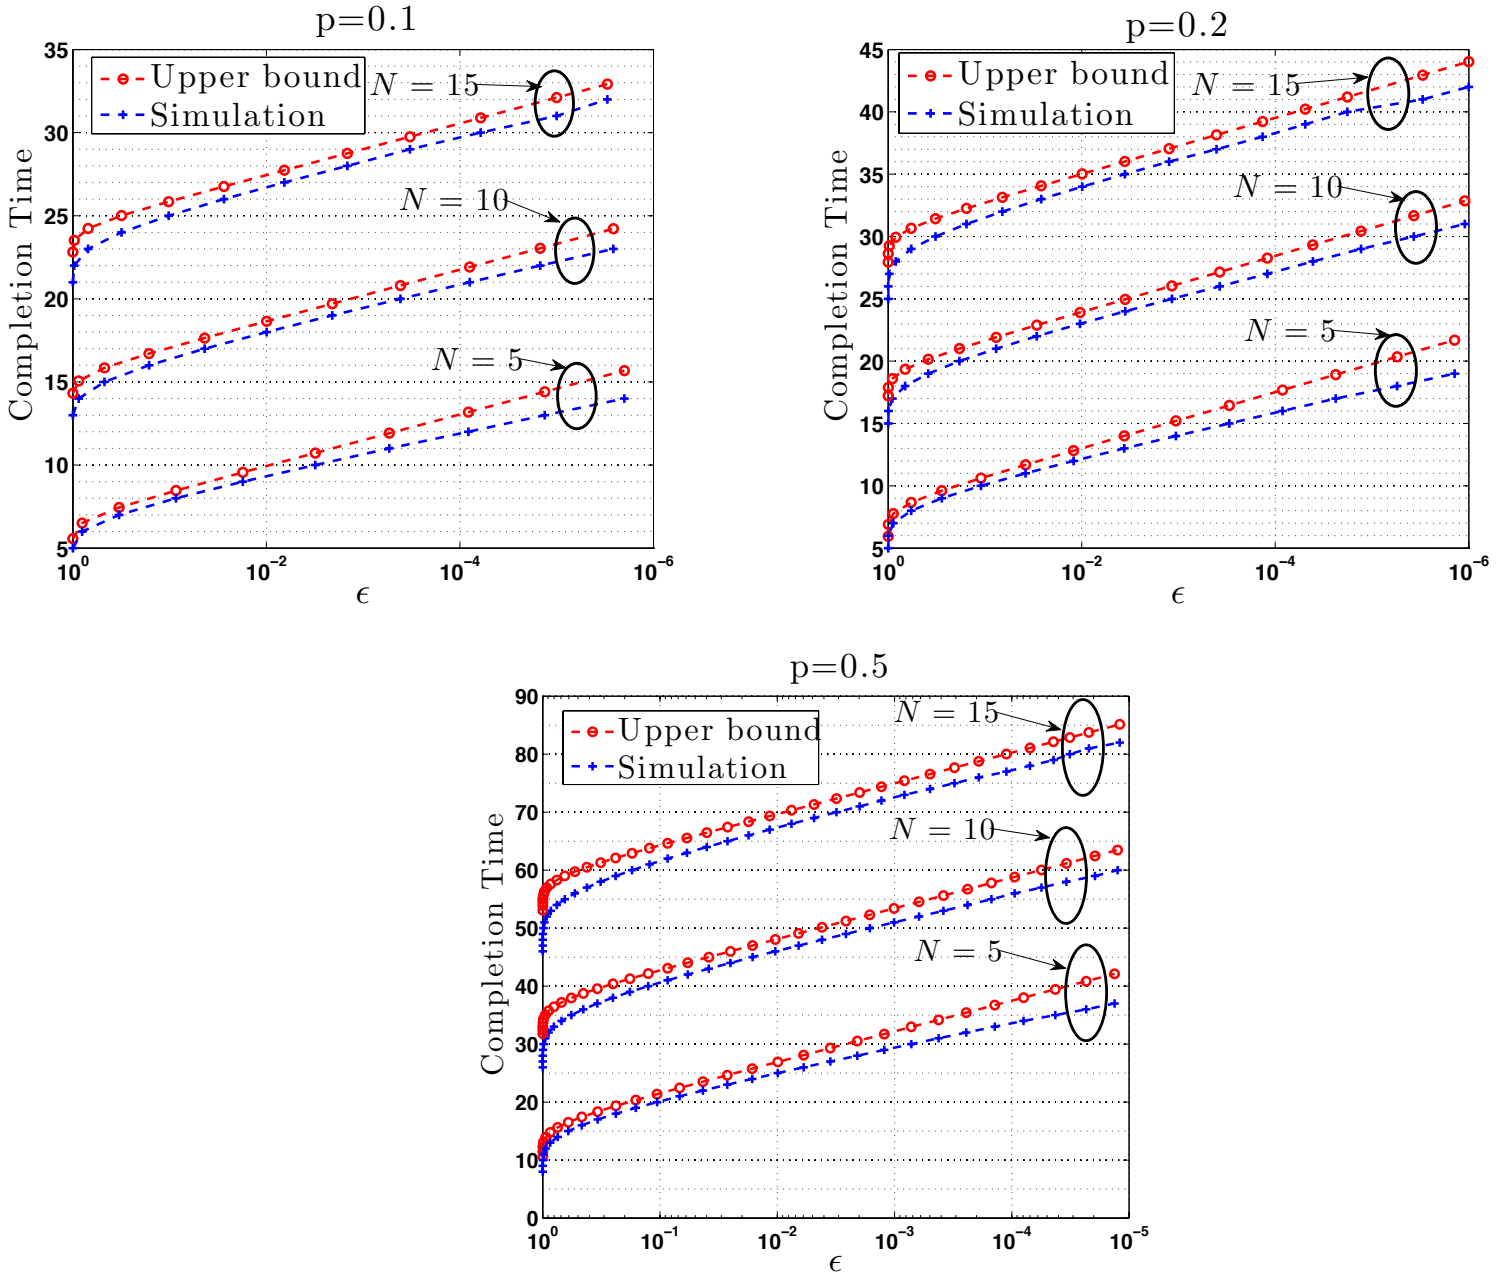 p=0.1
35
30
25
20
15
10
5
Completion Time
Upper bound
Simulation
N = 15
N = 10
N = 5
10^0
10^-2
10^-4
10^-6
ϵ
p=0.2
45
40
35
30
25
20
15
10
5
Completion Time
Upper bound
Simulation
N = 15
N = 10
N = 5
10^0
10^-2
10^-4
10^-6
ϵ
p=0.5
90
80
70
60
50
40
30
20
10
0
Completion Time
Upper bound
Simulation
N = 15
N = 10
N = 5
10^0
10^-1
10^-2
10^-3
10^-4
10^-5
ϵ